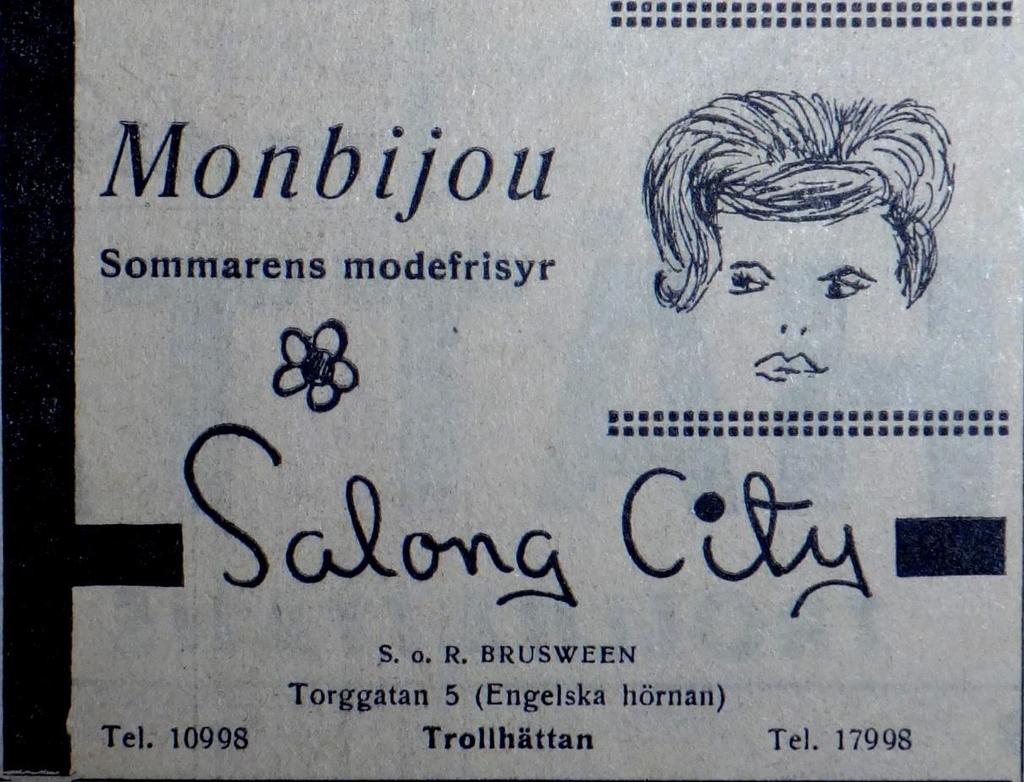 Monbijou
Sommarens modefrisyr
Salong City
S. o. R. BRUSWEEN
Torggatan 5 (Engelska hörnan)
Tel. 10998 Trollhättan Tel. 17998